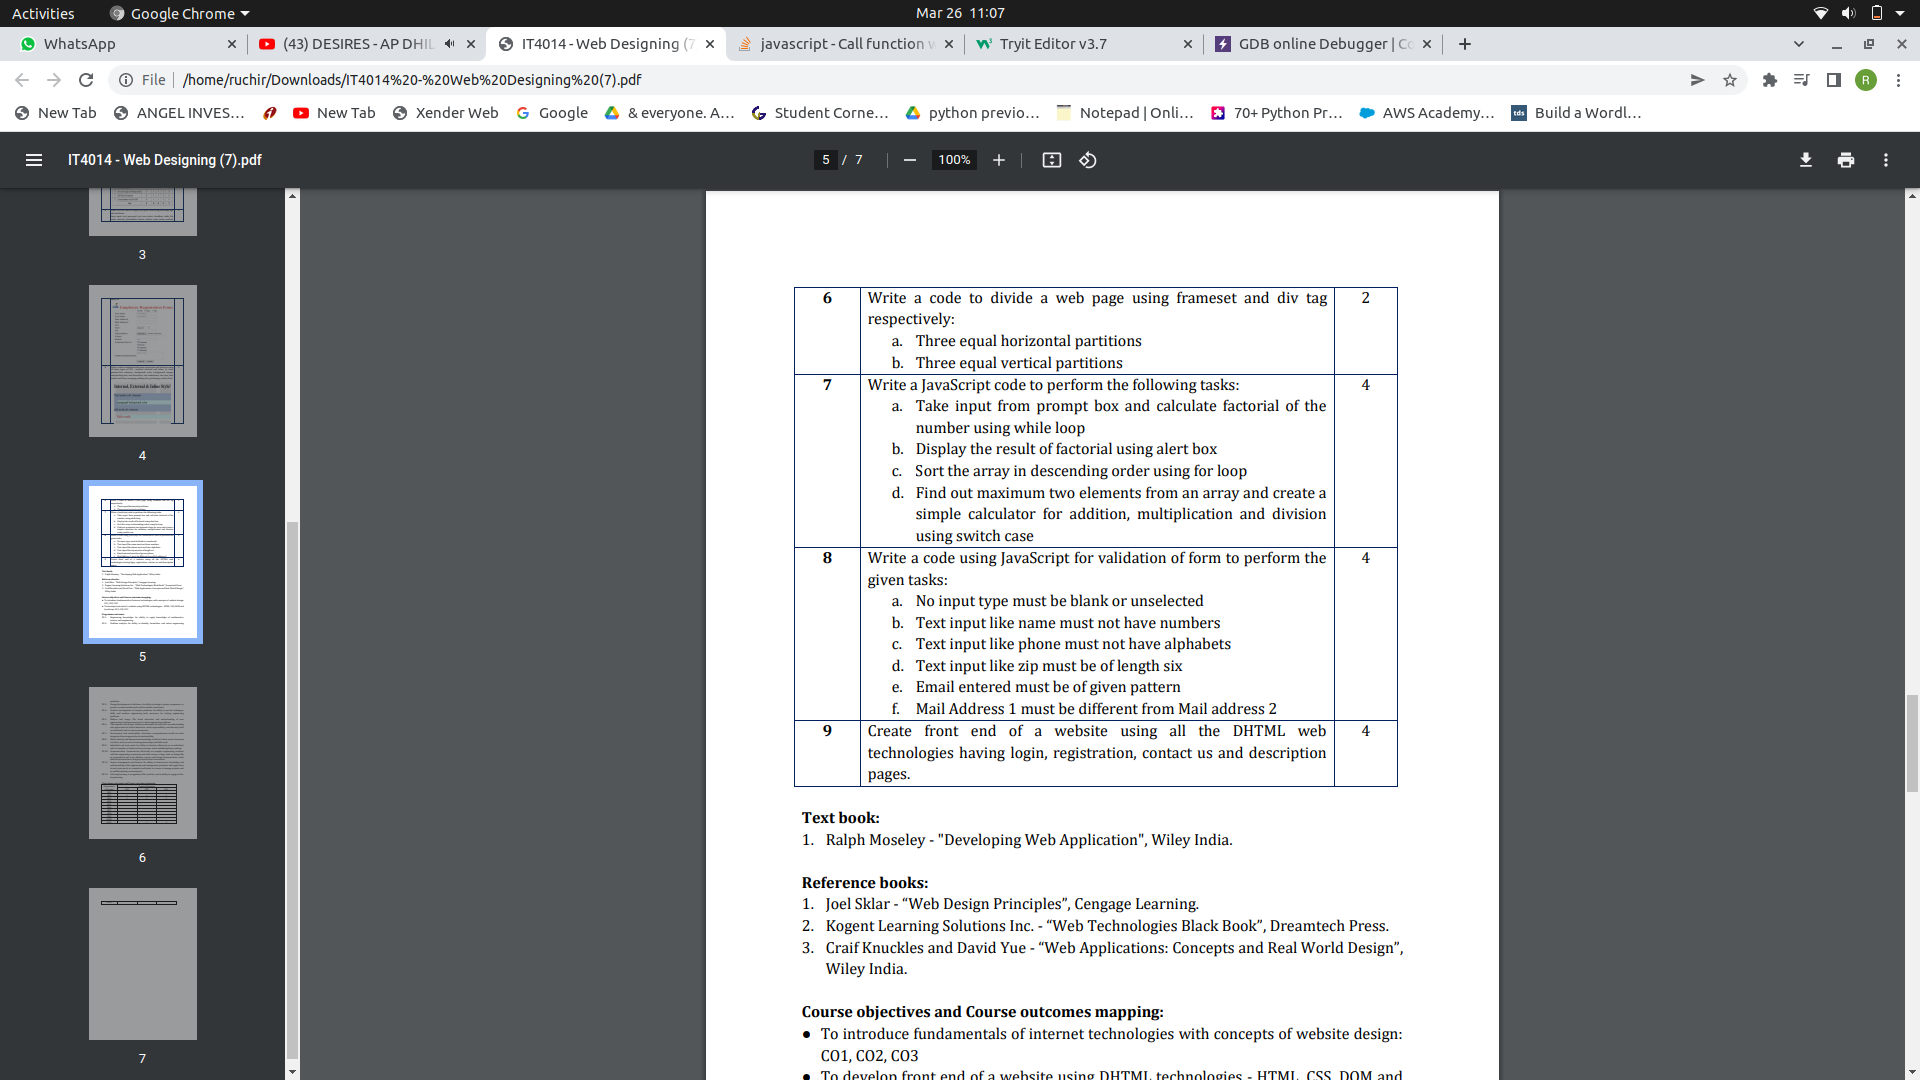 Activities
Google Chrome
Mar 26 11:07
WhatsApp
(43) DESIRES - AP DHIL
IT4014 - Web Designing (7
javascript - Call function w
Tryit Editor v3.7
GDB online Debugger | Co
File
/home/ruchir/Downloads/IT4014%20-%20Web%20Designing%20(7).pdf
R
New Tab
ANGEL INVES...
New Tab
Xender Web
Google
& everyone. A...
Student Corne...
python previo...
Notepad | Onli...
70+ Python Pr...
AWS Academy...
tds
Build a Wordl...
IT4014 - Web Designing (7).pdf
5 / 7
100%
3
4
5
6
7
6 Write a code to divide a web page using frameset and div tag 2
respectively:
a. Three equal horizontal partitions
b. Three equal vertical partitions
7 Write a JavaScript code to perform the following tasks: 4
a. Take input from prompt box and calculate factorial of the
number using while loop
b. Display the result of factorial using alert box
c. Sort the array in descending order using for loop
d. Find out maximum two elements from an array and create a
simple calculator for addition, multiplication and division
using switch case
8 Write a code using JavaScript for validation of form to perform the 4
given tasks:
a. No input type must be blank or unselected
b. Text input like name must not have numbers
c. Text input like phone must not have alphabets
d. Text input like zip must be of length six
e. Email entered must be of given pattern
f. Mail Address 1 must be different from Mail address 2
9 Create front end of a website using all the DHTML web 4
technologies having login, registration, contact us and description
pages.
Text book:
1. Ralph Moseley - "Developing Web Application", Wiley India.
Reference books:
1. Joel Sklar - “Web Design Principles”, Cengage Learning.
2. Kogent Learning Solutions Inc. - “Web Technologies Black Book”, Dreamtech Press.
3. Craif Knuckles and David Yue - “Web Applications: Concepts and Real World Design”,
Wiley India.
Course objectives and Course outcomes mapping:
● To introduce fundamentals of internet technologies with concepts of website design:
CO1, CO2, CO3
● To develop front end of a website using DHTML technologies - HTML, CSS, DOM and